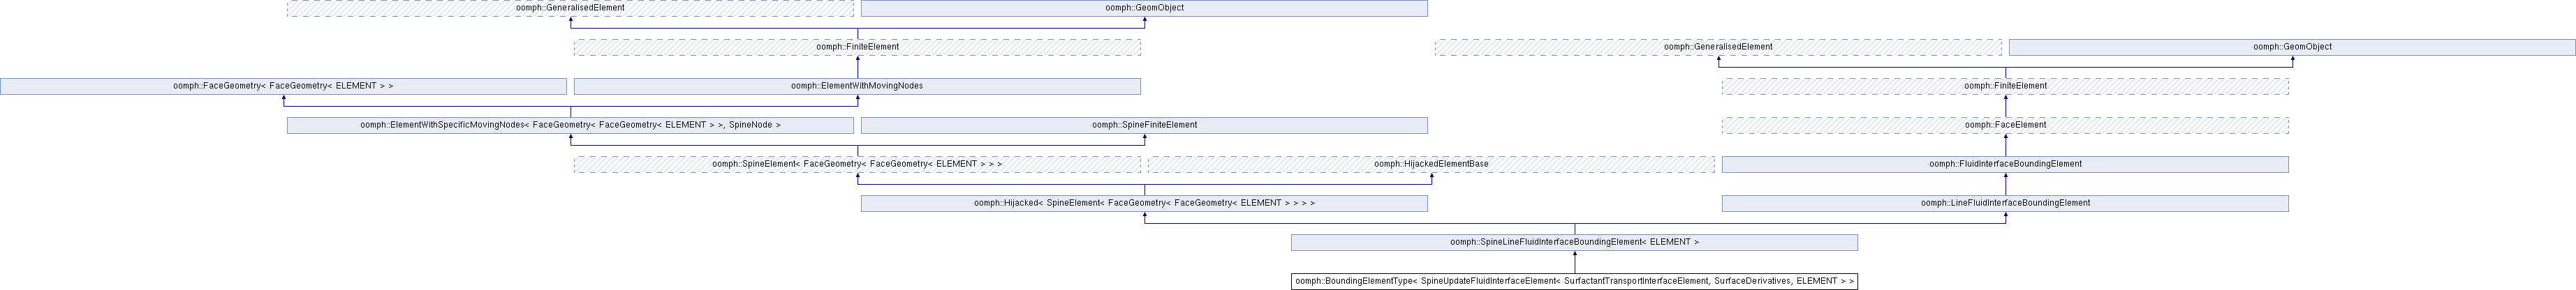 oomph::GeneralisedElement
oomph::GeomObject
oomph::FiniteElement
oomph::GeneralisedElement
oomph::GeomObject
oomph::FaceGeometry< FaceGeometry< ELEMENT > >
oomph::ElementWithMovingNodes
oomph::FiniteElement
oomph::ElementWithSpecificMovingNodes< FaceGeometry< FaceGeometry< ELEMENT > >, SpineNode >
oomph::SpineFiniteElement
oomph::FaceElement
oomph::SpineElement< FaceGeometry< FaceGeometry< ELEMENT > > >
oomph::HijackedElementBase
oomph::FluidInterfaceBoundingElement
oomph::Hijacked< SpineElement< FaceGeometry< FaceGeometry< ELEMENT > > > >
oomph::LineFluidInterfaceBoundingElement
oomph::SpineLineFluidInterfaceBoundingElement< ELEMENT >
oomph::BoundingElementType< SpineUpdateFluidInterfaceElement< SurfactantTransportInterfaceElement, SurfaceDerivatives, ELEMENT > >